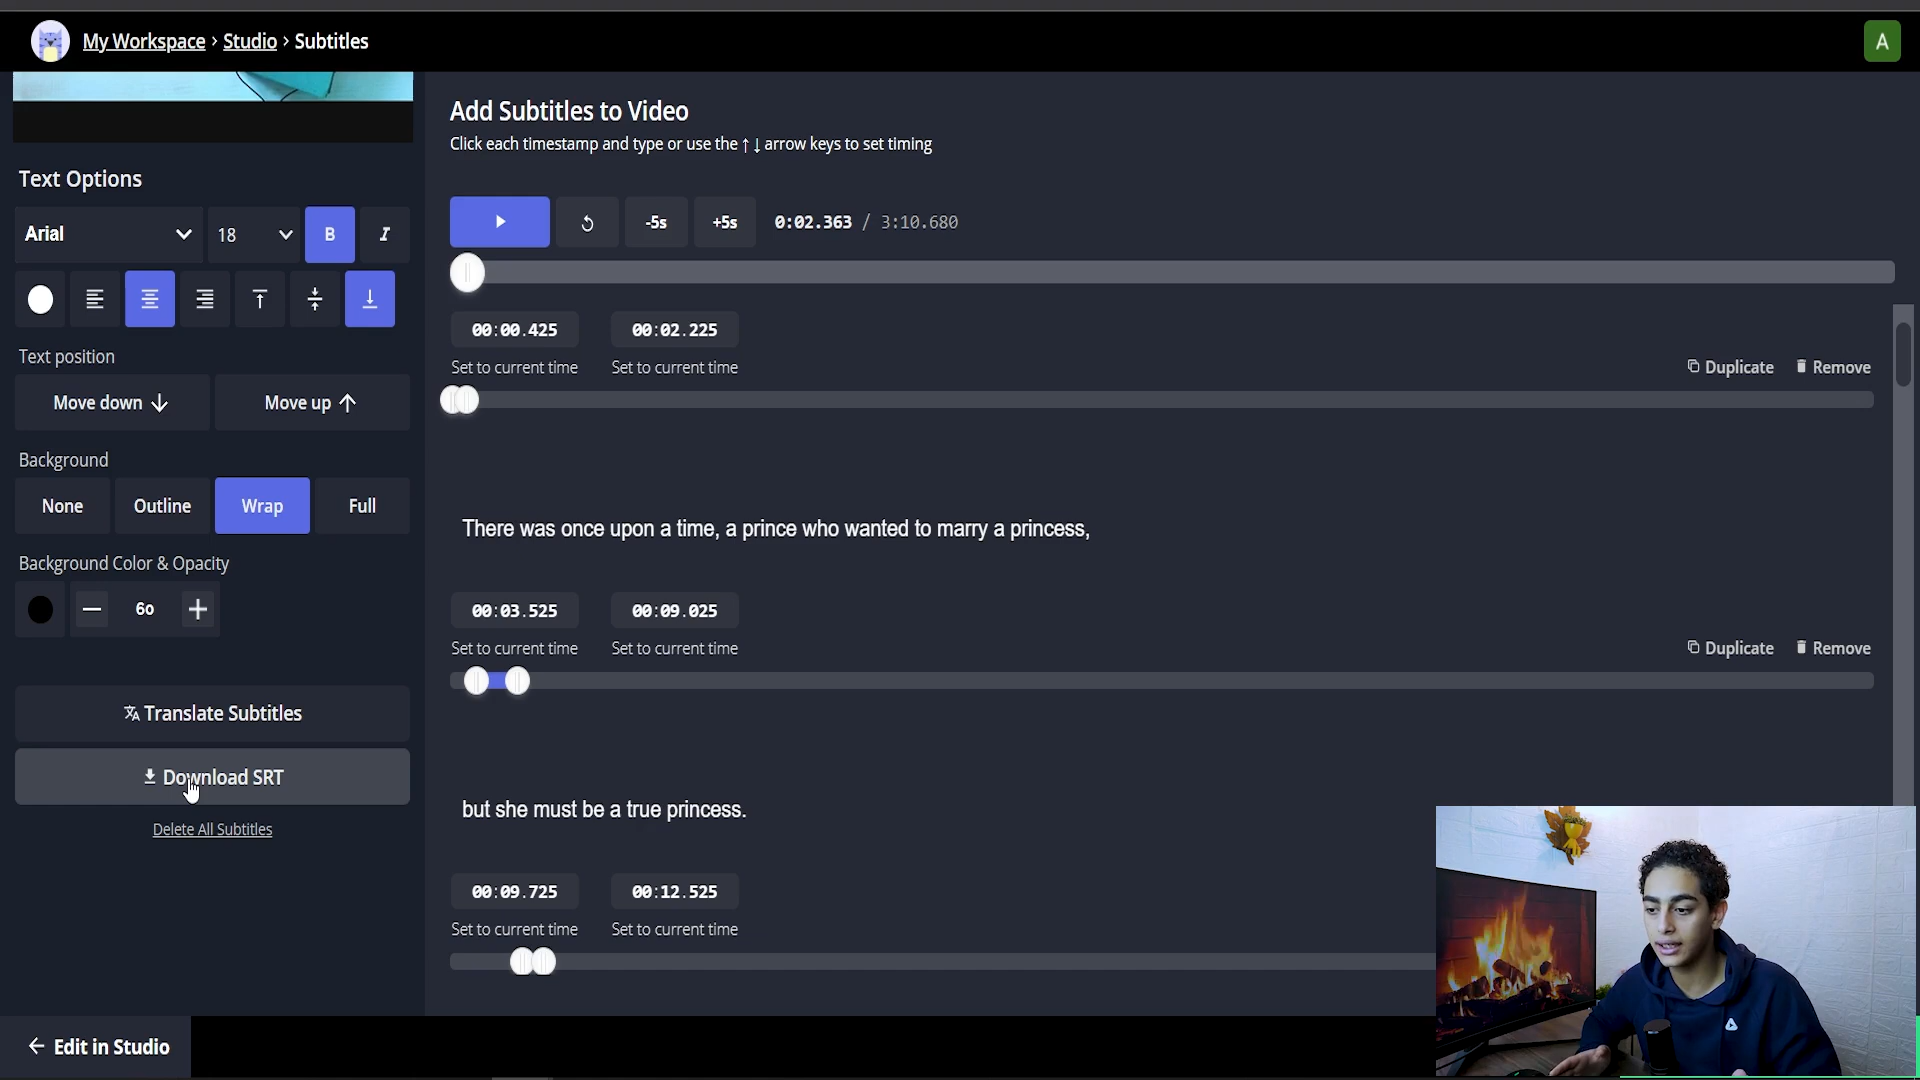 My Workspace › Studio › Subtitles
A
Add Subtitles to Video
Click each timestamp and type or use the ↑ ↓ arrow keys to set timing
Text Options
Arial
18
B
I
-5s
+5s
0:02.363 / 3:10.680
00:00.425
00:02.225
Set to current time
Set to current time
Duplicate
Remove
Text position
Move down ↓
Move up ↑
Background
None
Outline
Wrap
Full
There was once upon a time, a prince who wanted to marry a princess,
Background Color & Opacity
60
00:03.525
00:09.025
Set to current time
Set to current time
Duplicate
Remove
Translate Subtitles
Download SRT
Delete All Subtitles
but she must be a true princess.
00:09.725
00:12.525
Set to current time
Set to current time
← Edit in Studio